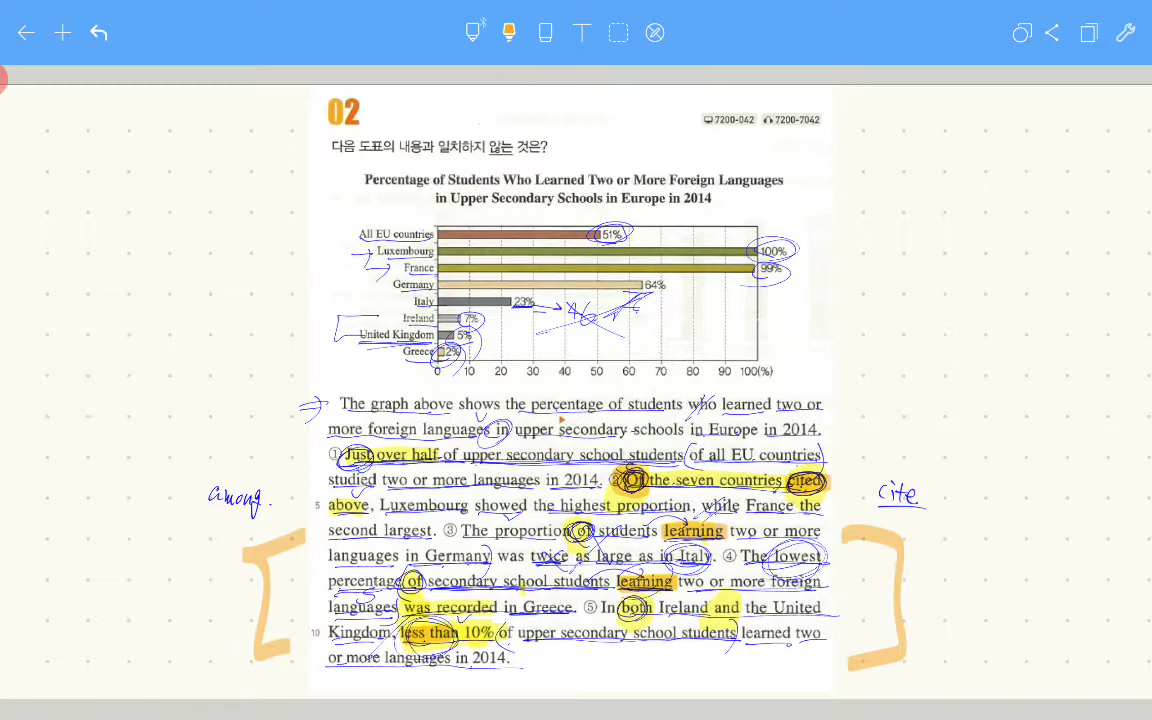 02
7200-042 7200-7042
다음 도표의 내용과 일치하지 않는 것은?
Percentage of Students Who Learned Two or More Foreign Languages
in Upper Secondary Schools in Europe in 2014
All EU countries 51%
Luxembourg 100%
France 99%
Germany 64%
Italy 23% 46
Ireland 7%
United Kingdom 5%
Greece 2%
0 10 20 30 40 50 60 70 80 90 100(%)
The graph above shows the percentage of students who learned two or
more foreign languages in upper secondary schools in Europe in 2014.
① Just over half of upper secondary school students of all EU countries
studied two or more languages in 2014. ② Of the seven countries cited
among. cite
5 above, Luxembourg showed the highest proportion, while France the
second largest. ③ The proportion of students learning two or more
languages in Germany was twice as large as in Italy. ④ The lowest
percentage of secondary school students learning two or more foreign
languages was recorded in Greece. ⑤ In both Ireland and the United
10 Kingdom, less than 10% of upper secondary school students learned two
or more languages in 2014.